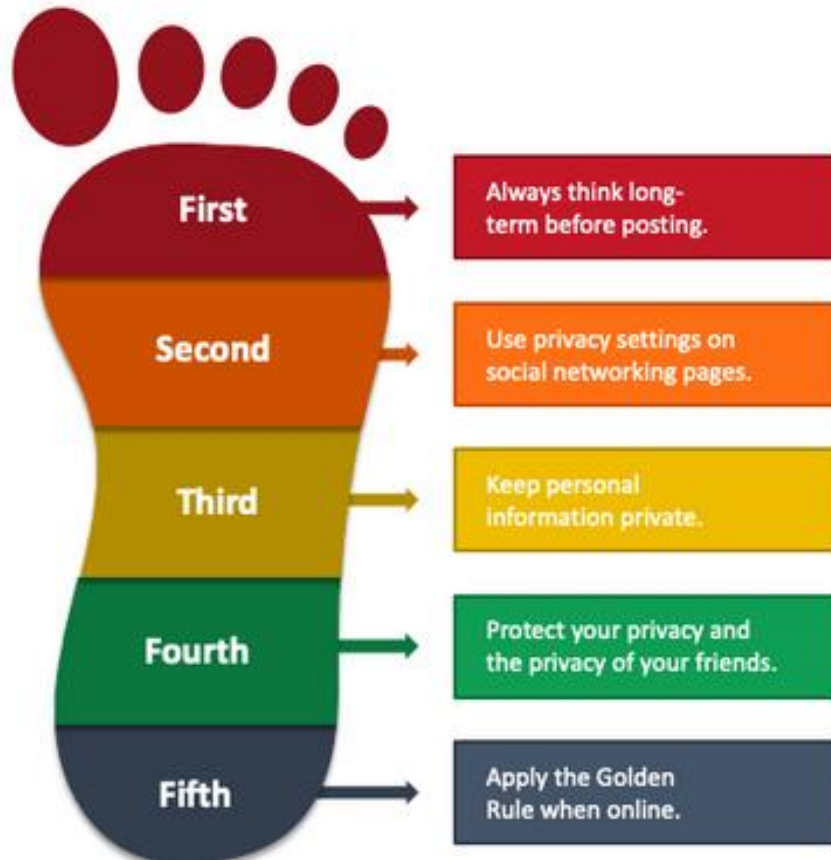 First
Always think long-
term before posting.
Second
Use privacy settings on
social networking pages.
Third
Keep personal
information private.
Fourth
Protect your privacy and
the privacy of your friends.
Fifth
Apply the Golden
Rule when online.